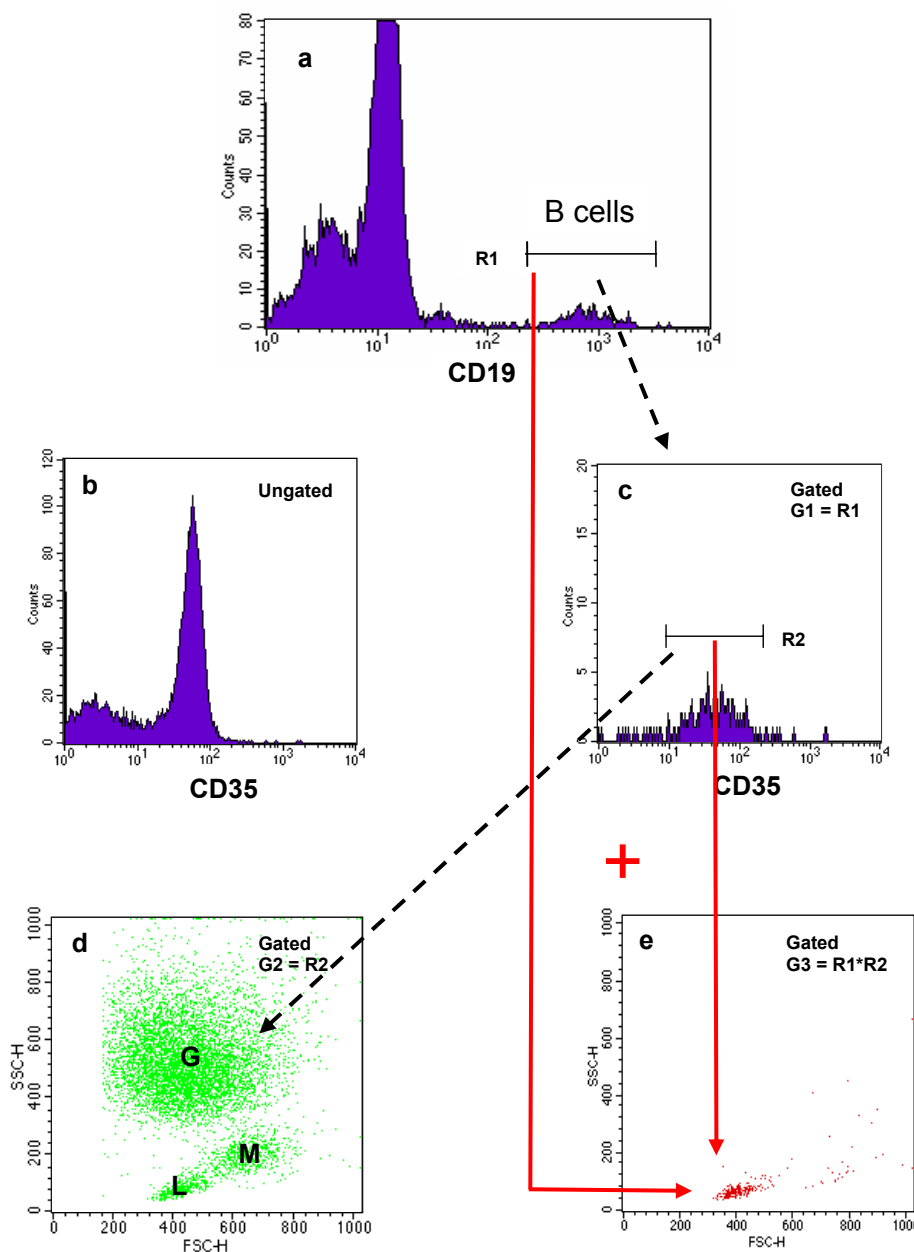 a
80
70
60
50
40
30
20
10
0
Counts
B cells
R1
10^0
10^1
10^2
10^3
10^4
CD19
b
Ungated
120
100
80
60
40
20
0
Counts
10^0
10^1
10^2
10^3
10^4
CD35
c
Gated
G1 = R1
20
15
10
5
0
Counts
R2
10^0
10^1
10^2
10^3
10^4
CD35
+
d
Gated
G2 = R2
1000
800
600
400
200
0
SSC-H
G
M
L
0
200
400
600
800
1000
FSC-H
e
Gated
G3 = R1*R2
1000
800
600
400
200
0
SSC-H
0
200
400
600
800
1000
FSC-H